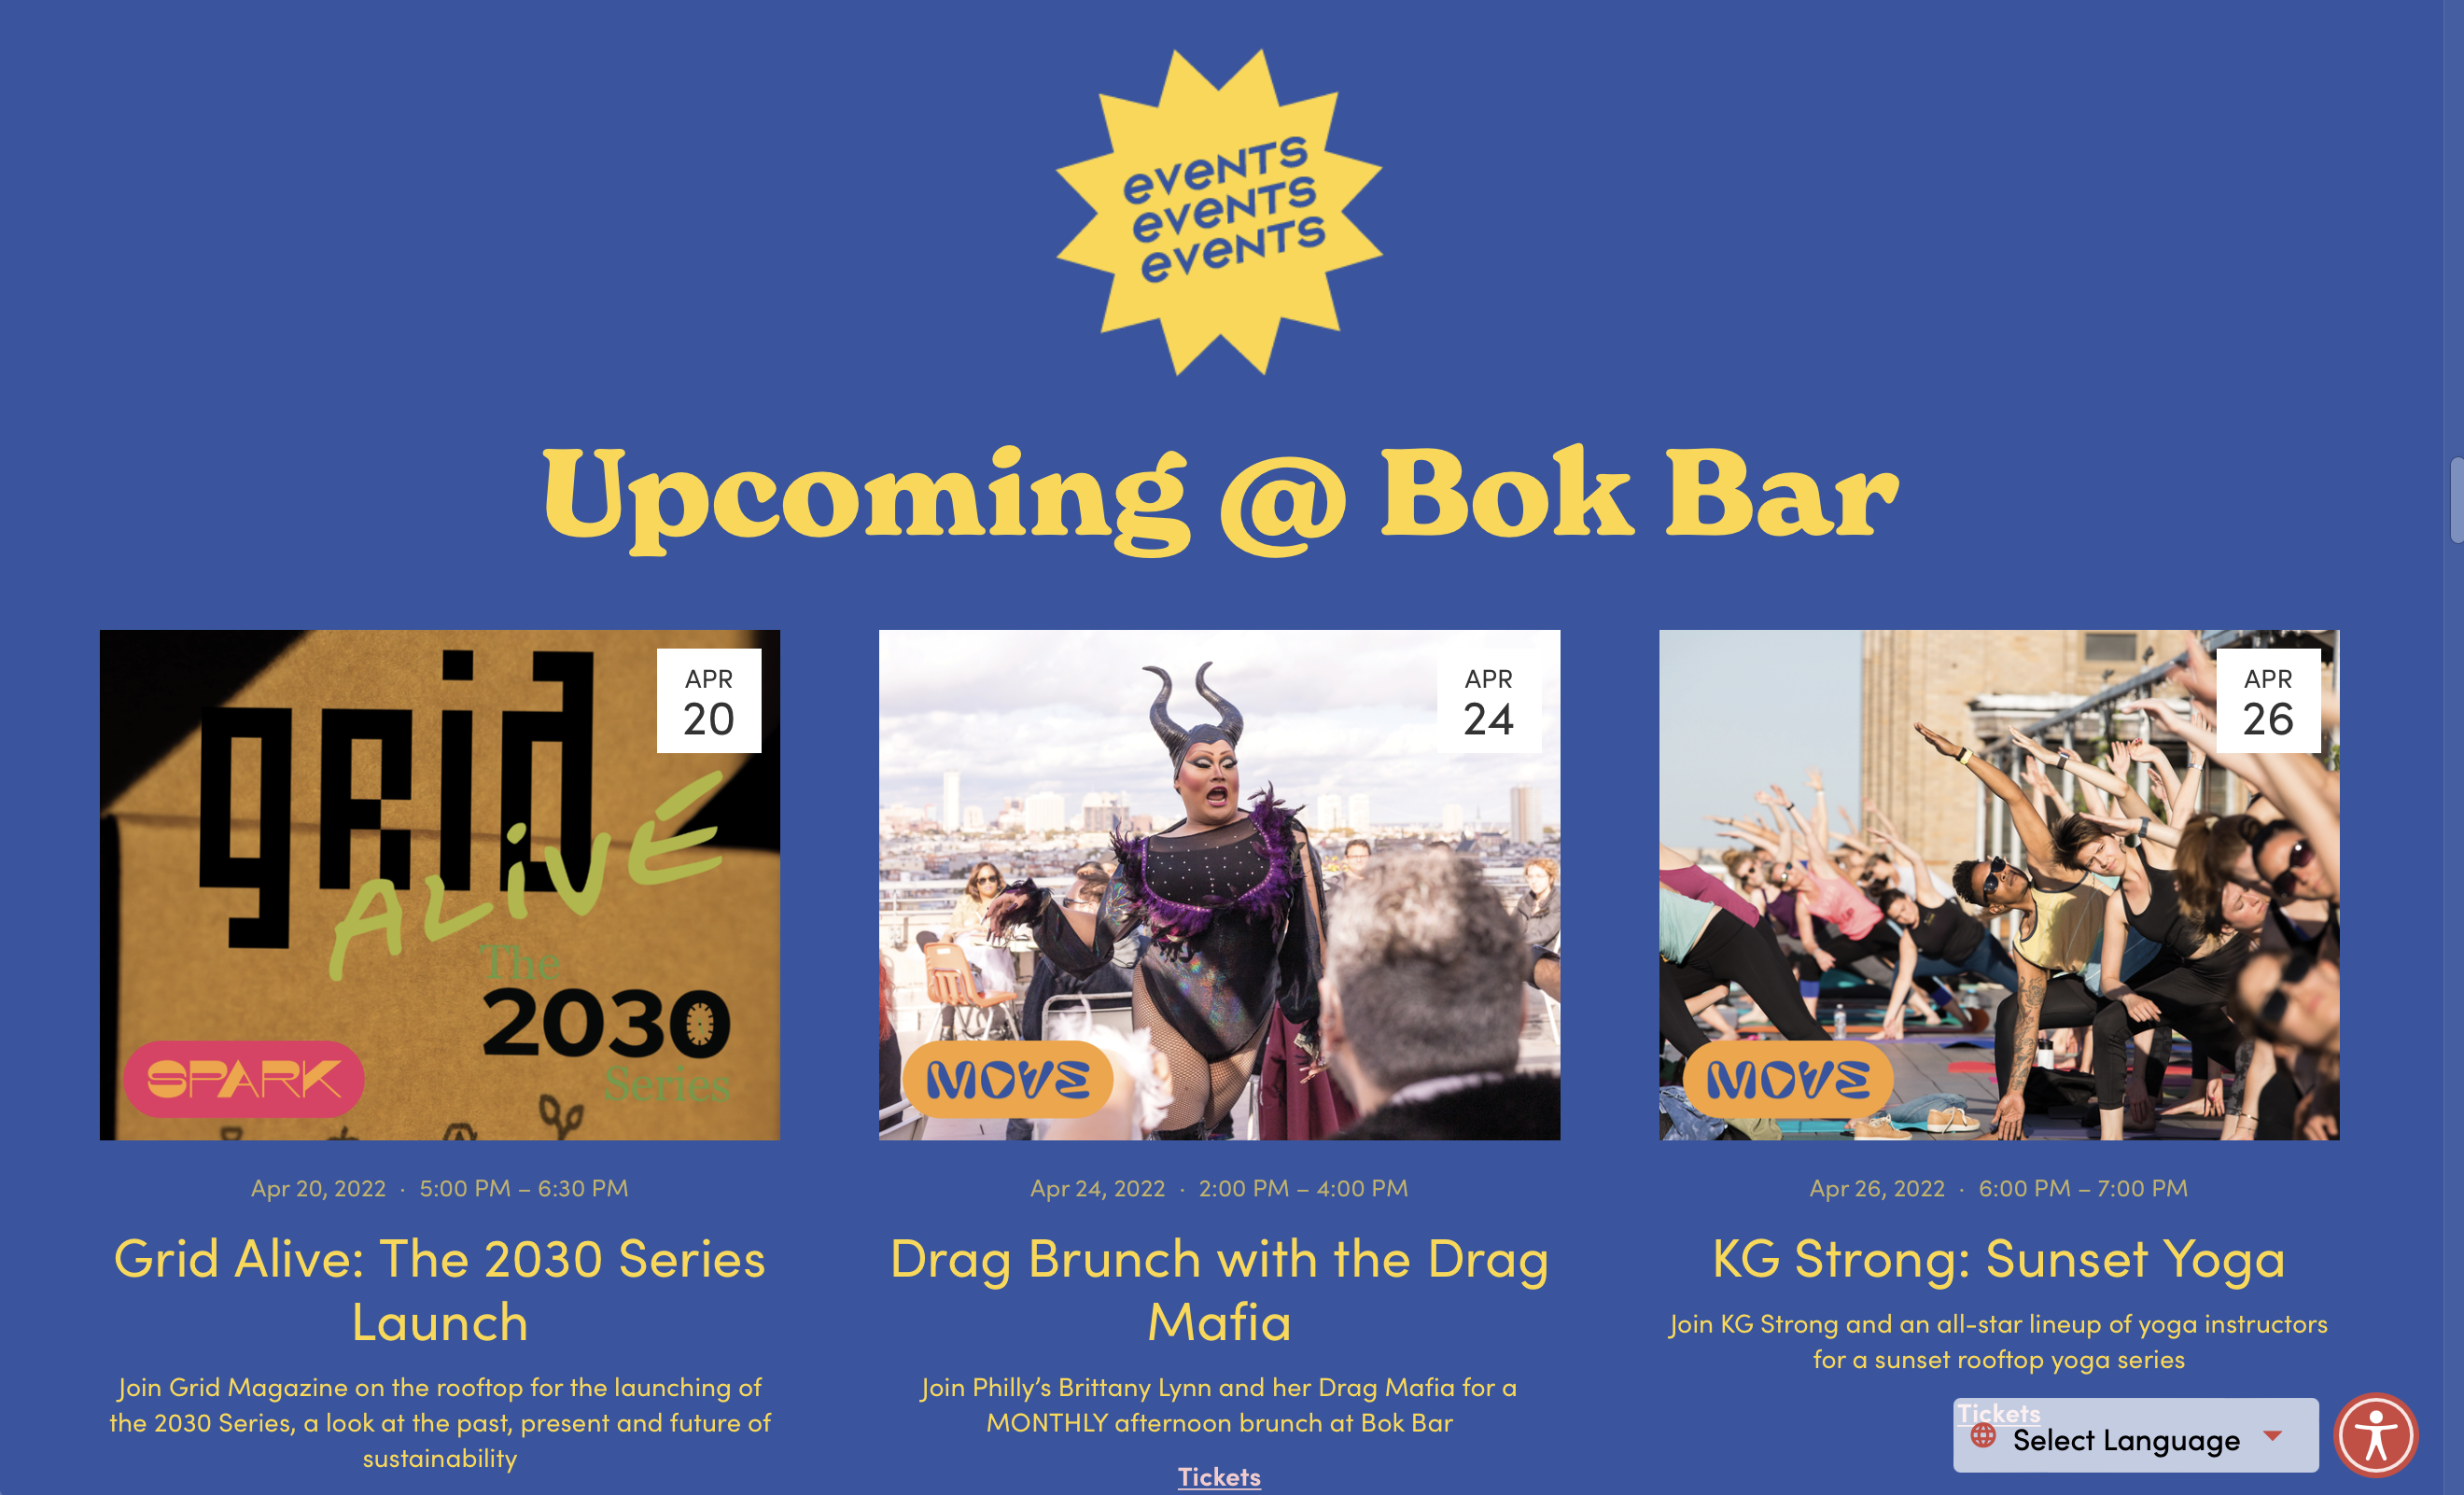 eveNTS
eveNTS
eveNTS
Upcoming @ Bok Bar
grid
ALiVE
The
2030
Series
APR
20
SPARK
Apr 20, 2022 · 5:00 PM – 6:30 PM
Grid Alive: The 2030 Series
Launch
Join Grid Magazine on the rooftop for the launching of
the 2030 Series, a look at the past, present and future of
sustainability
APR
24
MOVE
Apr 24, 2022 · 2:00 PM – 4:00 PM
Drag Brunch with the Drag
Mafia
Join Philly’s Brittany Lynn and her Drag Mafia for a
MONTHLY afternoon brunch at Bok Bar
Tickets
APR
26
MOVE
Apr 26, 2022 · 6:00 PM – 7:00 PM
KG Strong: Sunset Yoga
Join KG Strong and an all-star lineup of yoga instructors
for a sunset rooftop yoga series
Tickets
Select Language